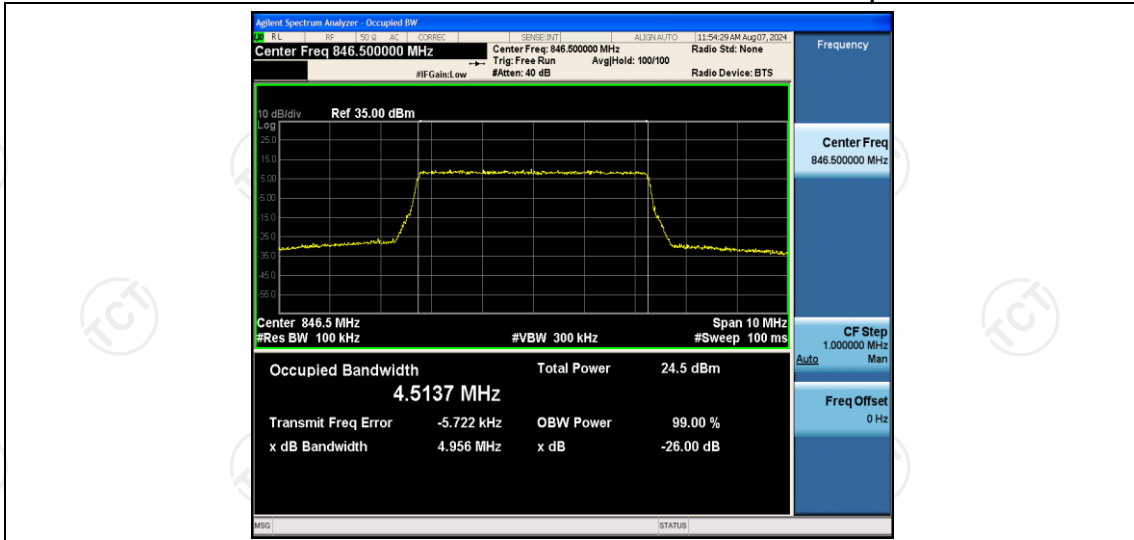 Agilent Spectrum Analyzer - Occupied BW
LXI RL RF 50 Ω AC CORREC SENSE:INT ALIGN AUTO 11:54:29 AM Aug 07, 2024
Center Freq 846.500000 MHz
Center Freq: 846.500000 MHz
Radio Std: None
Trig: Free Run Avg|Hold: 100/100
#IFGain:Low
#Atten: 40 dB
Radio Device: BTS
Frequency
10 dB/div Ref 35.00 dBm
Log
25.0
15.0
5.00
-5.00
-15.0
-25.0
-35.0
-45.0
-55.0
Center Freq
846.500000 MHz
Center 846.5 MHz
Span 10 MHz
#Res BW 100 kHz
#VBW 300 kHz
#Sweep 100 ms
CF Step
1.000000 MHz
Auto Man
Occupied Bandwidth
Total Power 24.5 dBm
4.5137 MHz
Transmit Freq Error -5.722 kHz
OBW Power 99.00 %
x dB Bandwidth 4.956 MHz
x dB -26.00 dB
Freq Offset
0 Hz
MSG
STATUS
TCT
TCT